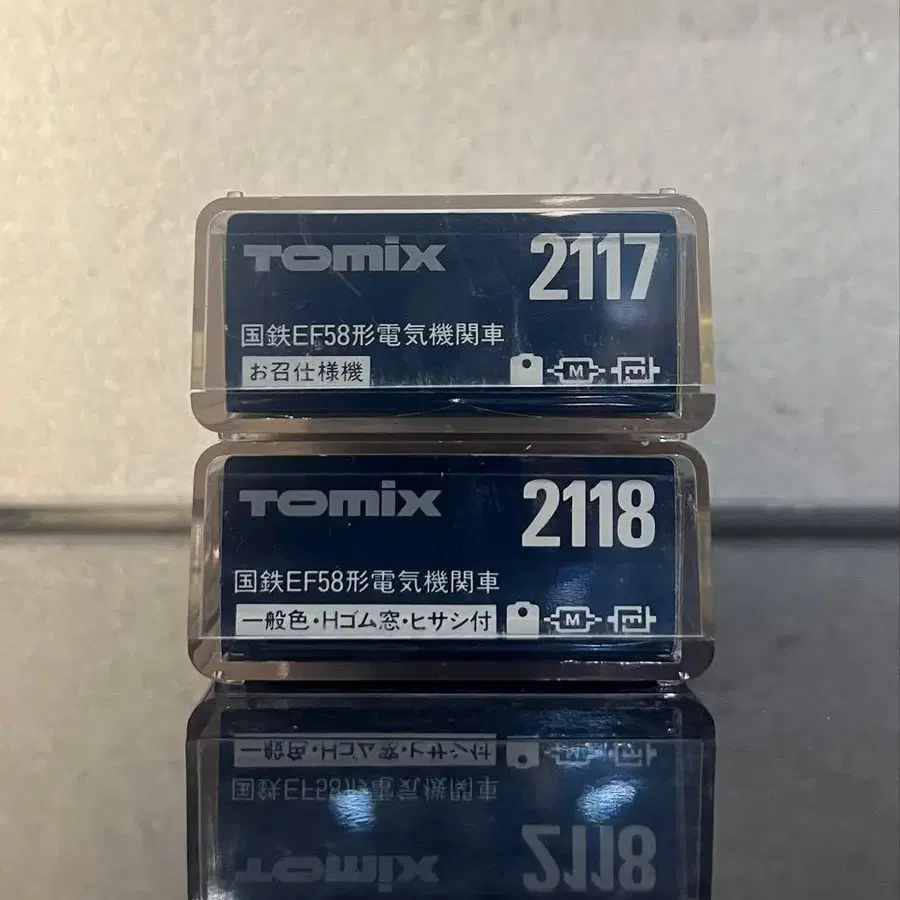 TOMIX 2117
国鉄EF58形電気機関車
お召仕様機 M E
TOMIX 2118
国鉄EF58形電気機関車
一般色・Hゴム窓・ヒサシ付 M E